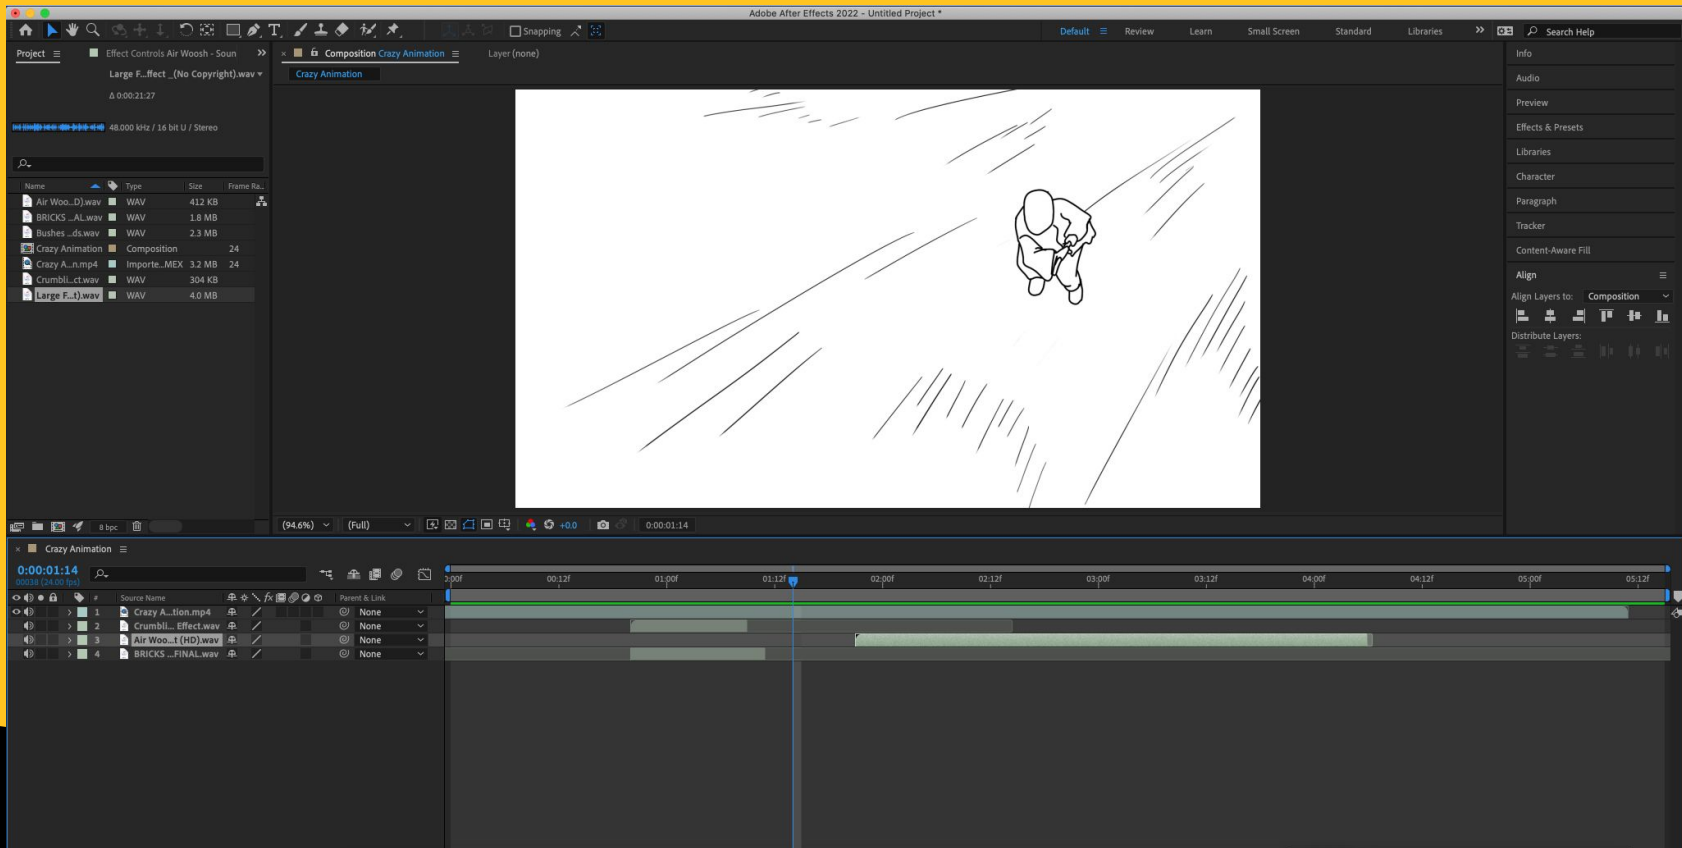 Adobe After Effects 2022 - Untitled Project *
Snapping
Default
Review
Learn
Small Screen
Standard
Libraries
Search Help
Project
Effect Controls Air Woosh - Soun
Large F...ffect _(No Copyright).wav
Δ 0:00:21:27
48.000 kHz / 16 bit U / Stereo
Name Type Size Frame Ra...
Air Woo...D).wav WAV 412 KB
BRICKS ...AL.wav WAV 1.8 MB
Bushes ...ds.wav WAV 2.3 MB
Crazy Animation Composition 24
Crazy A...n.mp4 Importe...MEX 3.2 MB 24
Crumbli...ct.wav WAV 304 KB
Large F...t).wav WAV 4.0 MB
8 bpc
Composition Crazy Animation
Layer (none)
Crazy Animation
(94.6%) (Full) +0.0 0:00:01:14
Info
Audio
Preview
Effects & Presets
Libraries
Character
Paragraph
Tracker
Content-Aware Fill
Align
Align Layers to: Composition
Distribute Layers:
Crazy Animation
0:00:01:14
00038 (24.00 fps)
# Source Name Parent & Link
1 Crazy A...tion.mp4 None
2 Crumbli... Effect.wav None
3 Air Woo...t (HD).wav None
4 BRICKS ...FINAL.wav None
0:00f 00:12f 01:00f 01:12f 02:00f 02:12f 03:00f 03:12f 04:00f 04:12f 05:00f 05:12f